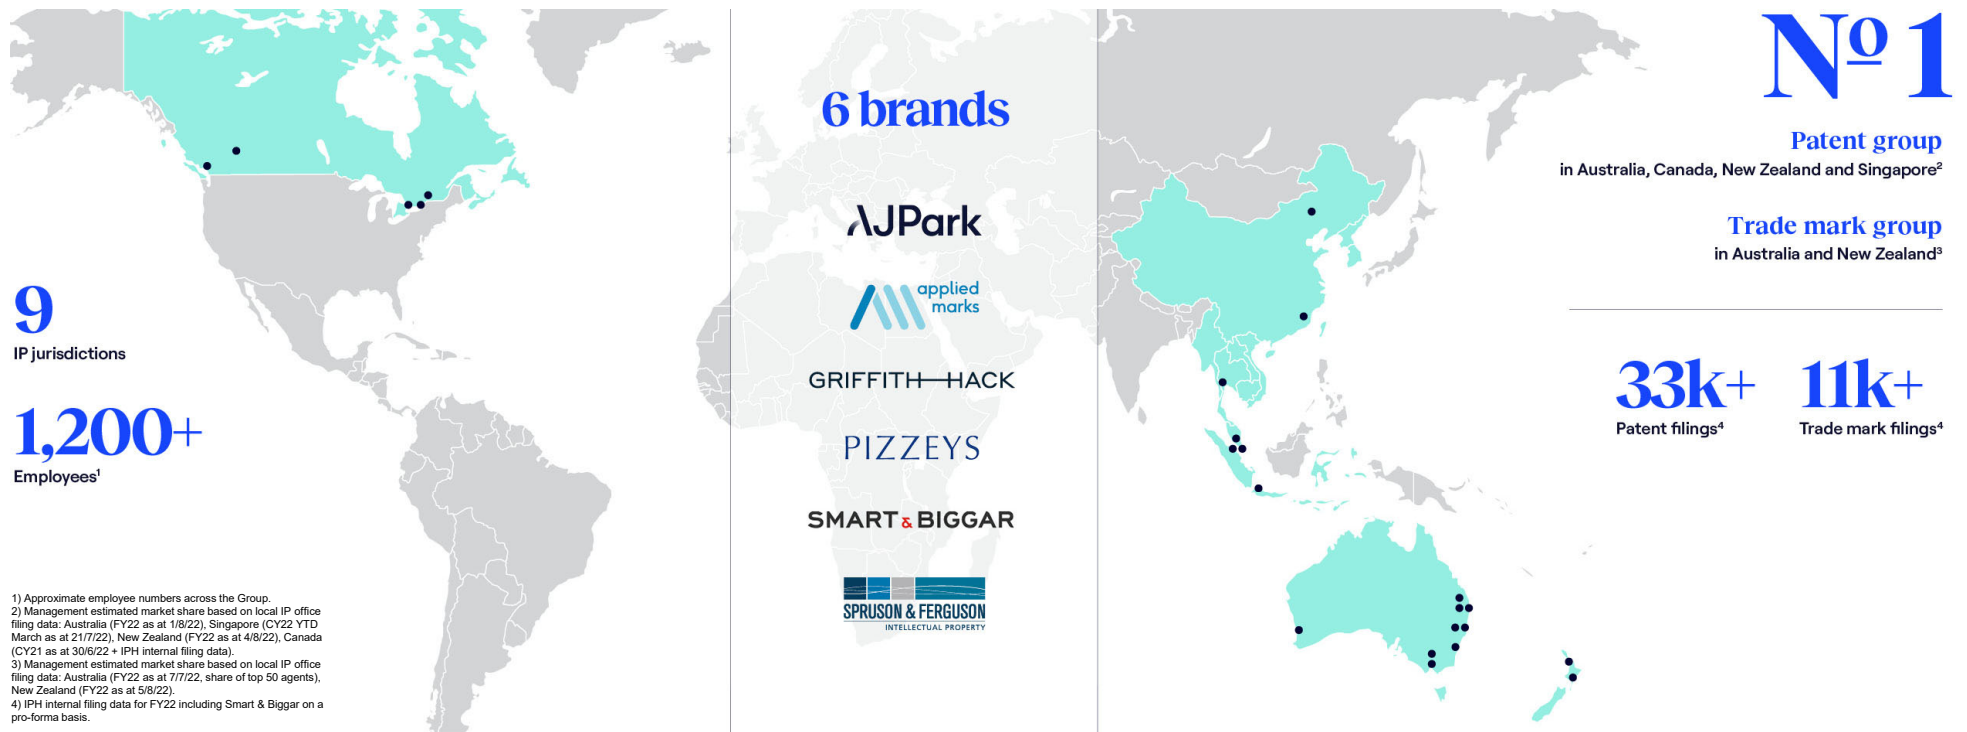 9
IP jurisdictions
1,200+
Employees¹
1) Approximate employee numbers across the Group.
2) Management estimated market share based on local IP office
filing data: Australia (FY22 as at 1/8/22), Singapore (CY22 YTD
March as at 21/7/22), New Zealand (FY22 as at 4/8/22), Canada
(CY21 as at 30/6/22 + IPH internal filing data).
3) Management estimated market share based on local IP office
filing data: Australia (FY22 as at 7/7/22, share of top 50 agents),
New Zealand (FY22 as at 5/8/22).
4) IPH internal filing data for FY22 including Smart & Biggar on a
pro-forma basis.
6 brands
AJPark
applied
marks
GRIFFITH HACK
PIZZEYS
SMART & BIGGAR
SPRUSON & FERGUSON
INTELLECTUAL PROPERTY
Nº 1
Patent group
in Australia, Canada, New Zealand and Singapore²
Trade mark group
in Australia and New Zealand³
33k+ 11k+
Patent filings⁴ Trade mark filings⁴